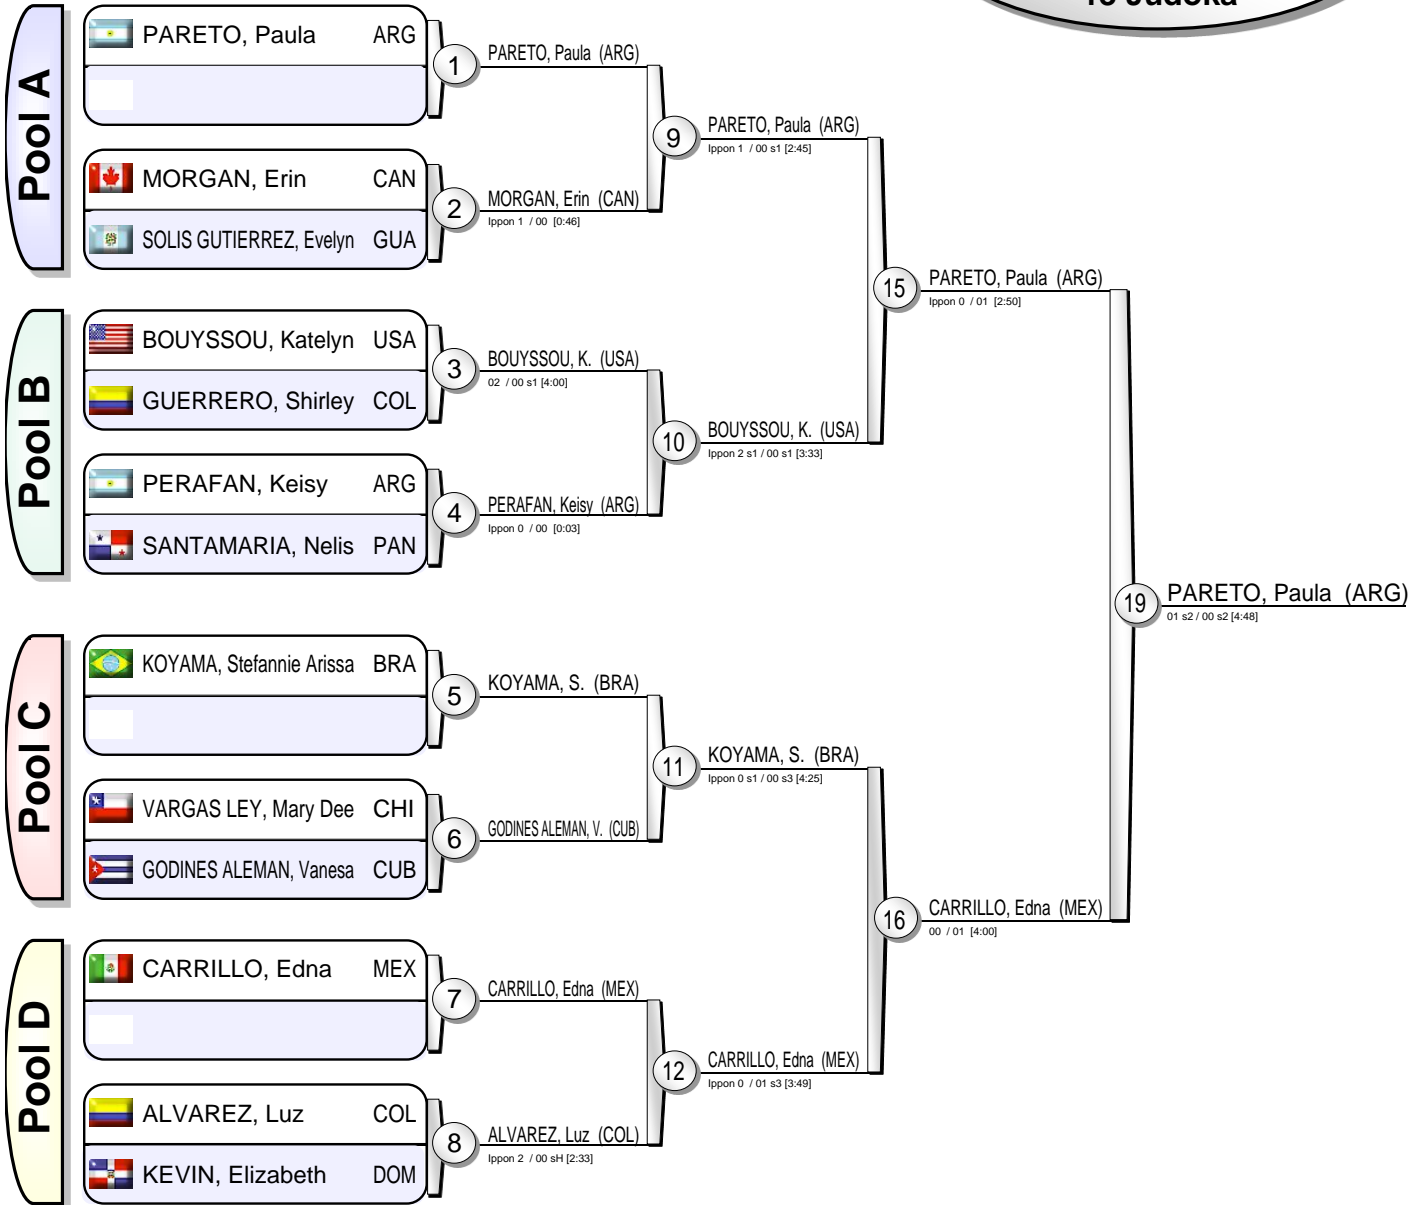 13 Judoka
Pool A
PARETO, Paula ARG
MORGAN, Erin CAN
SOLIS GUTIERREZ, Evelyn GUA
1
PARETO, Paula (ARG)
2
MORGAN, Erin (CAN)
Ippon 1 / 00 [0:46]
9
PARETO, Paula (ARG)
Ippon 1 / 00 s1 [2:45]
Pool B
BOUYSSOU, Katelyn USA
GUERRERO, Shirley COL
PERAFAN, Keisy ARG
SANTAMARIA, Nelis PAN
3
BOUYSSOU, K. (USA)
02 / 00 s1 [4:00]
4
PERAFAN, Keisy (ARG)
Ippon 0 / 00 [0:03]
10
BOUYSSOU, K. (USA)
Ippon 2 s1 / 00 s1 [3:33]
15
PARETO, Paula (ARG)
Ippon 0 / 01 [2:50]
Pool C
KOYAMA, Stefannie Arissa BRA
VARGAS LEY, Mary Dee CHI
GODINES ALEMAN, Vanesa CUB
5
KOYAMA, S. (BRA)
6
GODINES ALEMAN, V. (CUB)
11
KOYAMA, S. (BRA)
Ippon 0 s1 / 00 s3 [4:25]
Pool D
CARRILLO, Edna MEX
ALVAREZ, Luz COL
KEVIN, Elizabeth DOM
7
CARRILLO, Edna (MEX)
8
ALVAREZ, Luz (COL)
Ippon 2 / 00 sH [2:33]
12
CARRILLO, Edna (MEX)
Ippon 0 / 01 s3 [3:49]
16
CARRILLO, Edna (MEX)
00 / 01 [4:00]
19
PARETO, Paula (ARG)
01 s2 / 00 s2 [4:48]